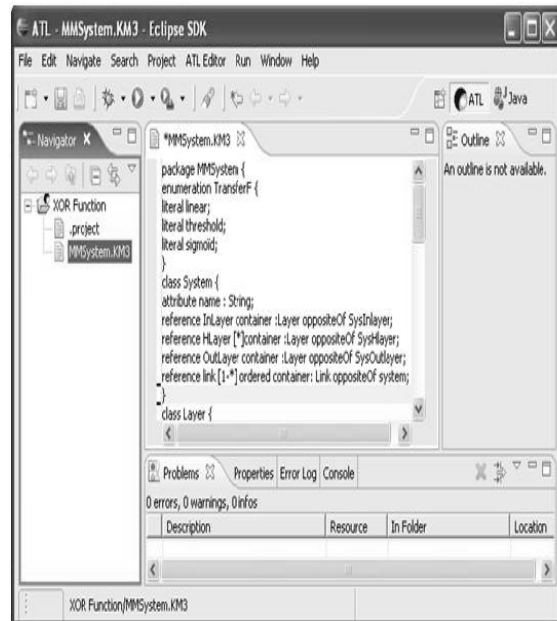 ATL - MMSystem.KM3 - Eclipse SDK
File Edit Navigate Search Project ATL Editor Run Window Help
ATL Java
Navigator
XOR Function
.project
MMSystem.KM3
*MMSystem.KM3
package MMSystem {
enumeration TransferF {
literal linear;
literal threshold;
literal sigmoïd;
}
class System {
attribute name : String;
reference InLayer container :Layer oppositeOf SysInlayer;
reference HLayer [*]container :Layer oppositeOf SysHlayer;
reference OutLayer container :Layer oppositeOf SysOutlayer;
reference link [1-*] ordered container: Link oppositeOf system;
}
class Layer {
Outline
An outline is not available.
Problems Properties Error Log Console
0 errors, 0 warnings, 0 infos
Description Resource In Folder Location
XOR Function/MMSystem.KM3